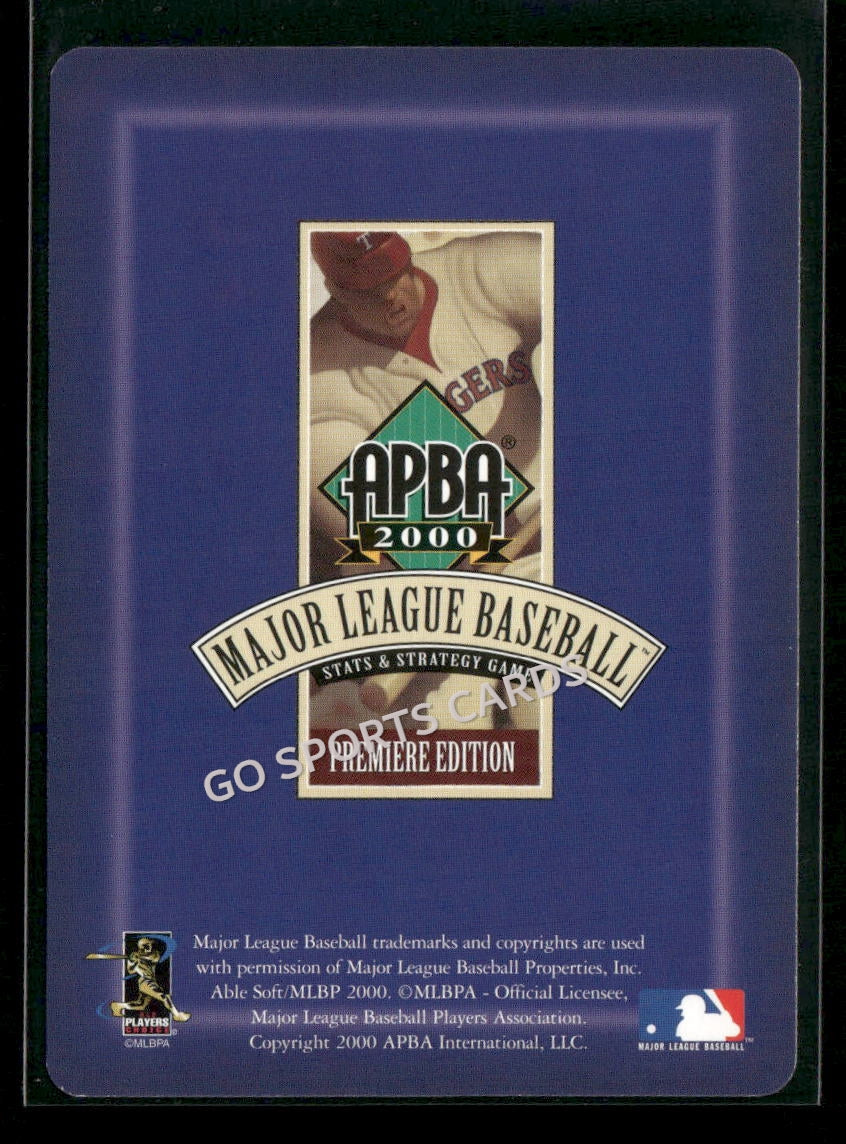 T
GERS
APBA®
2000
MAJOR LEAGUE BASEBALL™
STATS & STRATEGY GAME
GO SPORTS CARDS
PREMIERE EDITION
Major League Baseball trademarks and copyrights are used
with permission of Major League Baseball Properties, Inc.
Able Soft/MLBP 2000. ©MLBPA - Official Licensee,
Major League Baseball Players Association.
Copyright 2000 APBA International, LLC.
PLAYERS
CHOICE®
©MLBPA
MAJOR LEAGUE BASEBALL™